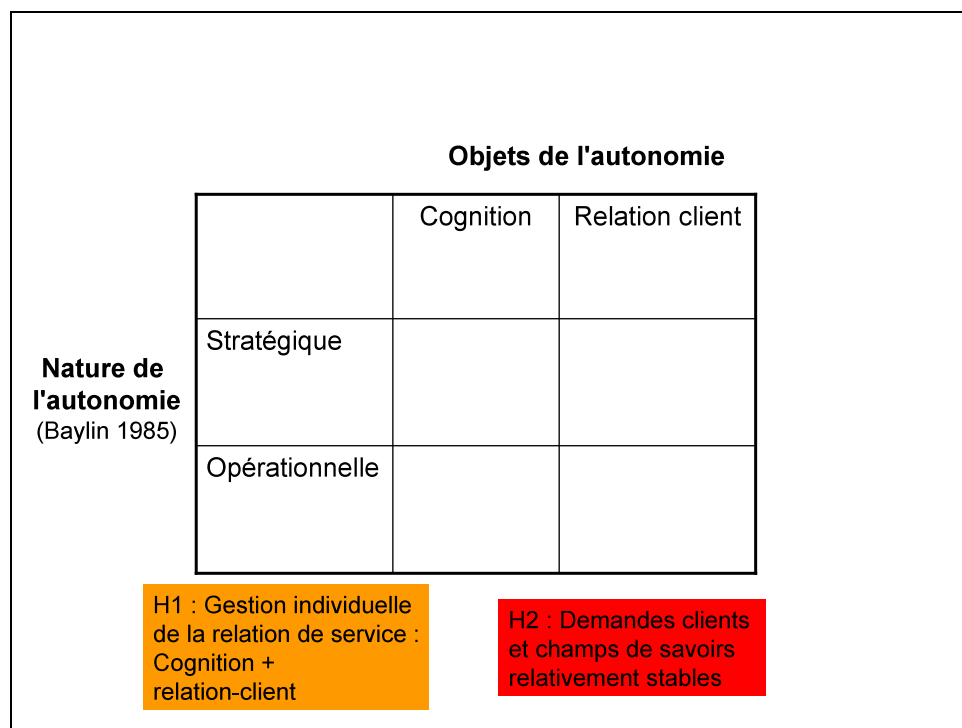 Objets de l'autonomie
Cognition
Relation client
Stratégique
Nature de
l'autonomie
(Baylin 1985)
Opérationnelle
H1 : Gestion individuelle
de la relation de service :
Cognition +
relation-client
H2 : Demandes clients
et champs de savoirs
relativement stables